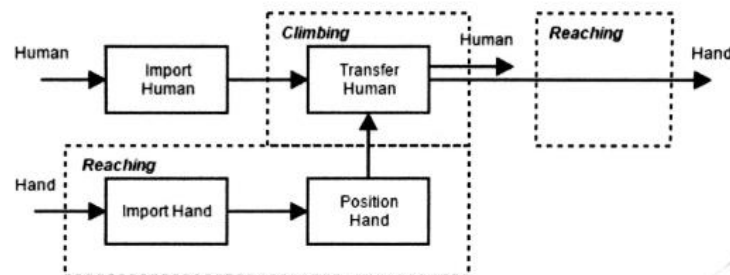 Climbing
Human
Reaching
Human
Import
Human
Transfer
Human
Hand
Reaching
Hand
Import Hand
Position
Hand